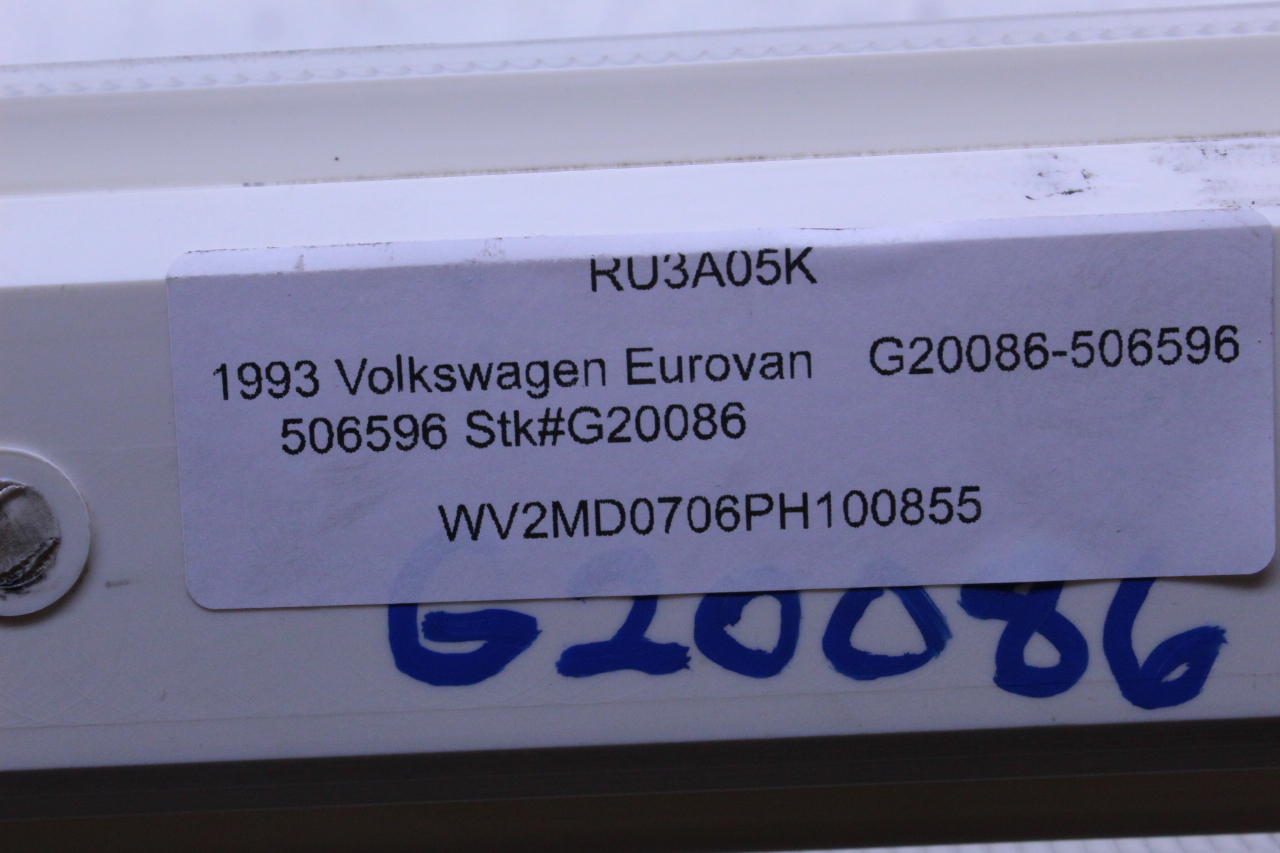 RU3A05K
1993 Volkswagen Eurovan G20086-506596
506596 Stk#G20086
WV2MD0706PH100855
G20086